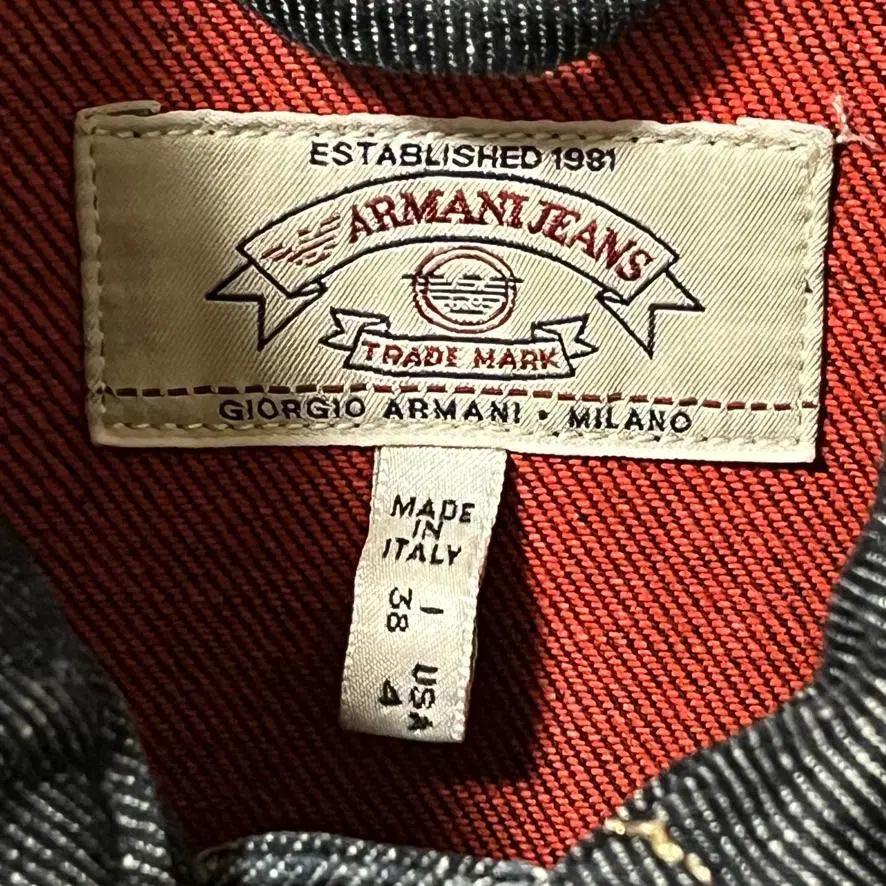 ESTABLISHED 1981
ARMANI JEANS
TRADE MARK
GIORGIO ARMANI • MILANO
MADE
IN
ITALY
I
38
USA
4